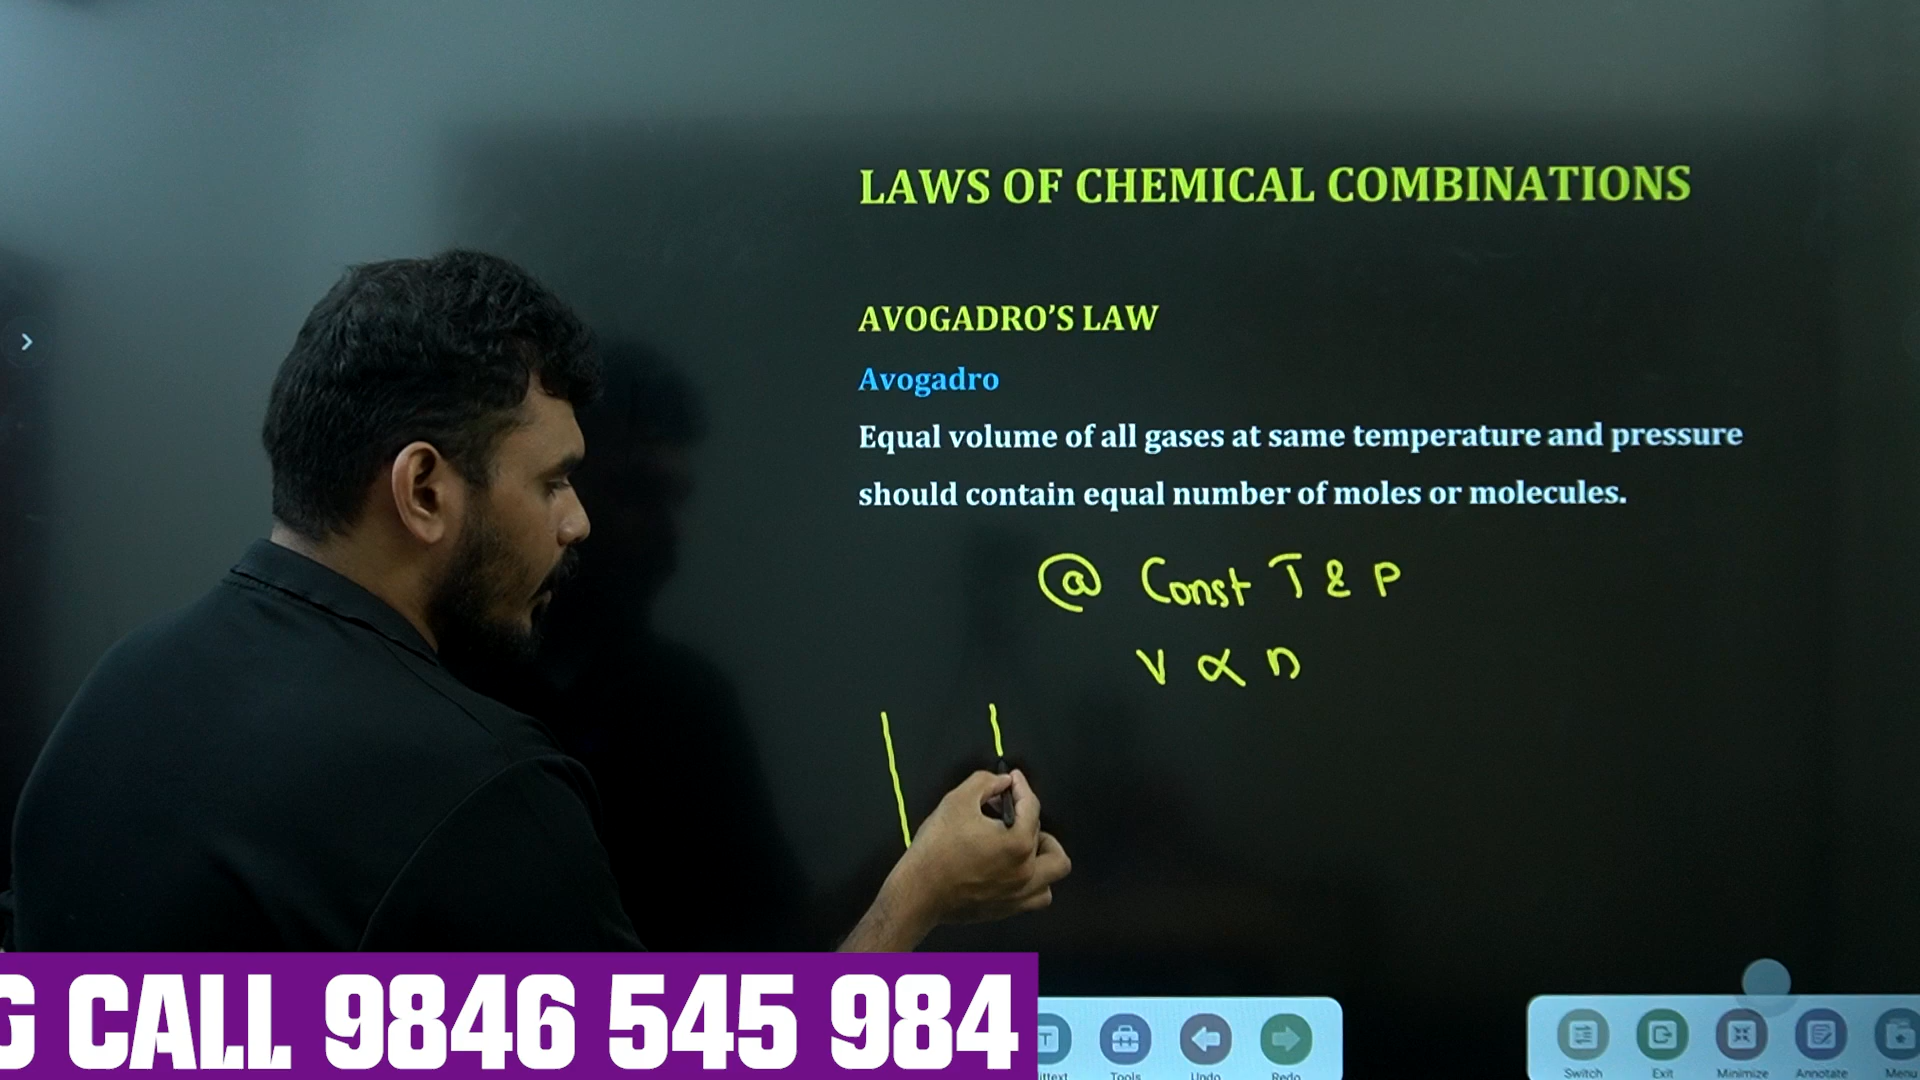 LAWS OF CHEMICAL COMBINATIONS
AVOGADRO'S LAW
Avogadro
Equal volume of all gases at same temperature and pressure
should contain equal number of moles or molecules.
@ Const T & P
V ∝ n
G CALL 9846 545 984
Tools Undo Redo
Switch Exit Minimize Annotate Menu